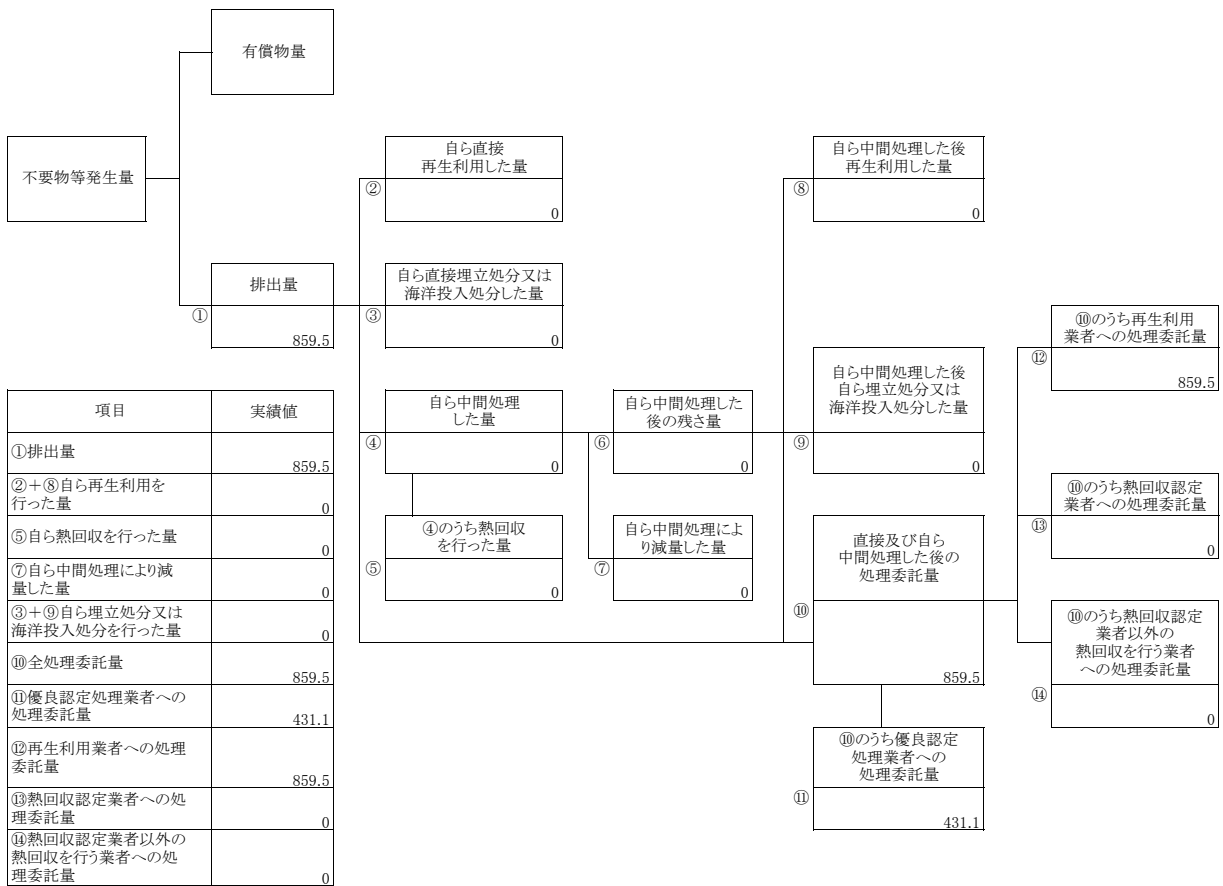 有償物量
不要物等発生量
自ら直接
再生利用した量
②
0
自ら中間処理した後
再生利用した量
⑧
0
排出量
①
859.5
自ら直接埋立処分又は
海洋投入処分した量
③
0
⑩のうち再生利用
業者への処理委託量
⑫
859.5
自ら中間処理
した量
④
0
自ら中間処理した
後の残さ量
⑥
0
自ら中間処理した後
自ら埋立処分又は
海洋投入処分した量
⑨
0
④のうち熱回収
を行った量
⑤
0
自ら中間処理によ
り減量した量
⑦
0
直接及び自ら
中間処理した後の
処理委託量
⑩
859.5
⑩のうち熱回収認定
業者への処理委託量
⑬
0
⑩のうち熱回収認定
業者以外の
熱回収を行う業者
への処理委託量
⑭
0
⑩のうち優良認定
処理業者への
処理委託量
⑪
431.1
項目 実績値
①排出量
859.5
②＋⑧自ら再生利用を
行った量
0
⑤自ら熱回収を行った量
0
⑦自ら中間処理により減
量した量
0
③＋⑨自ら埋立処分又は
海洋投入処分を行った量
0
⑩全処理委託量
859.5
⑪優良認定処理業者への
処理委託量
431.1
⑫再生利用業者への処理
委託量
859.5
⑬熱回収認定業者への処
理委託量
0
⑭熱回収認定業者以外の
熱回収を行う業者への処
理委託量
0